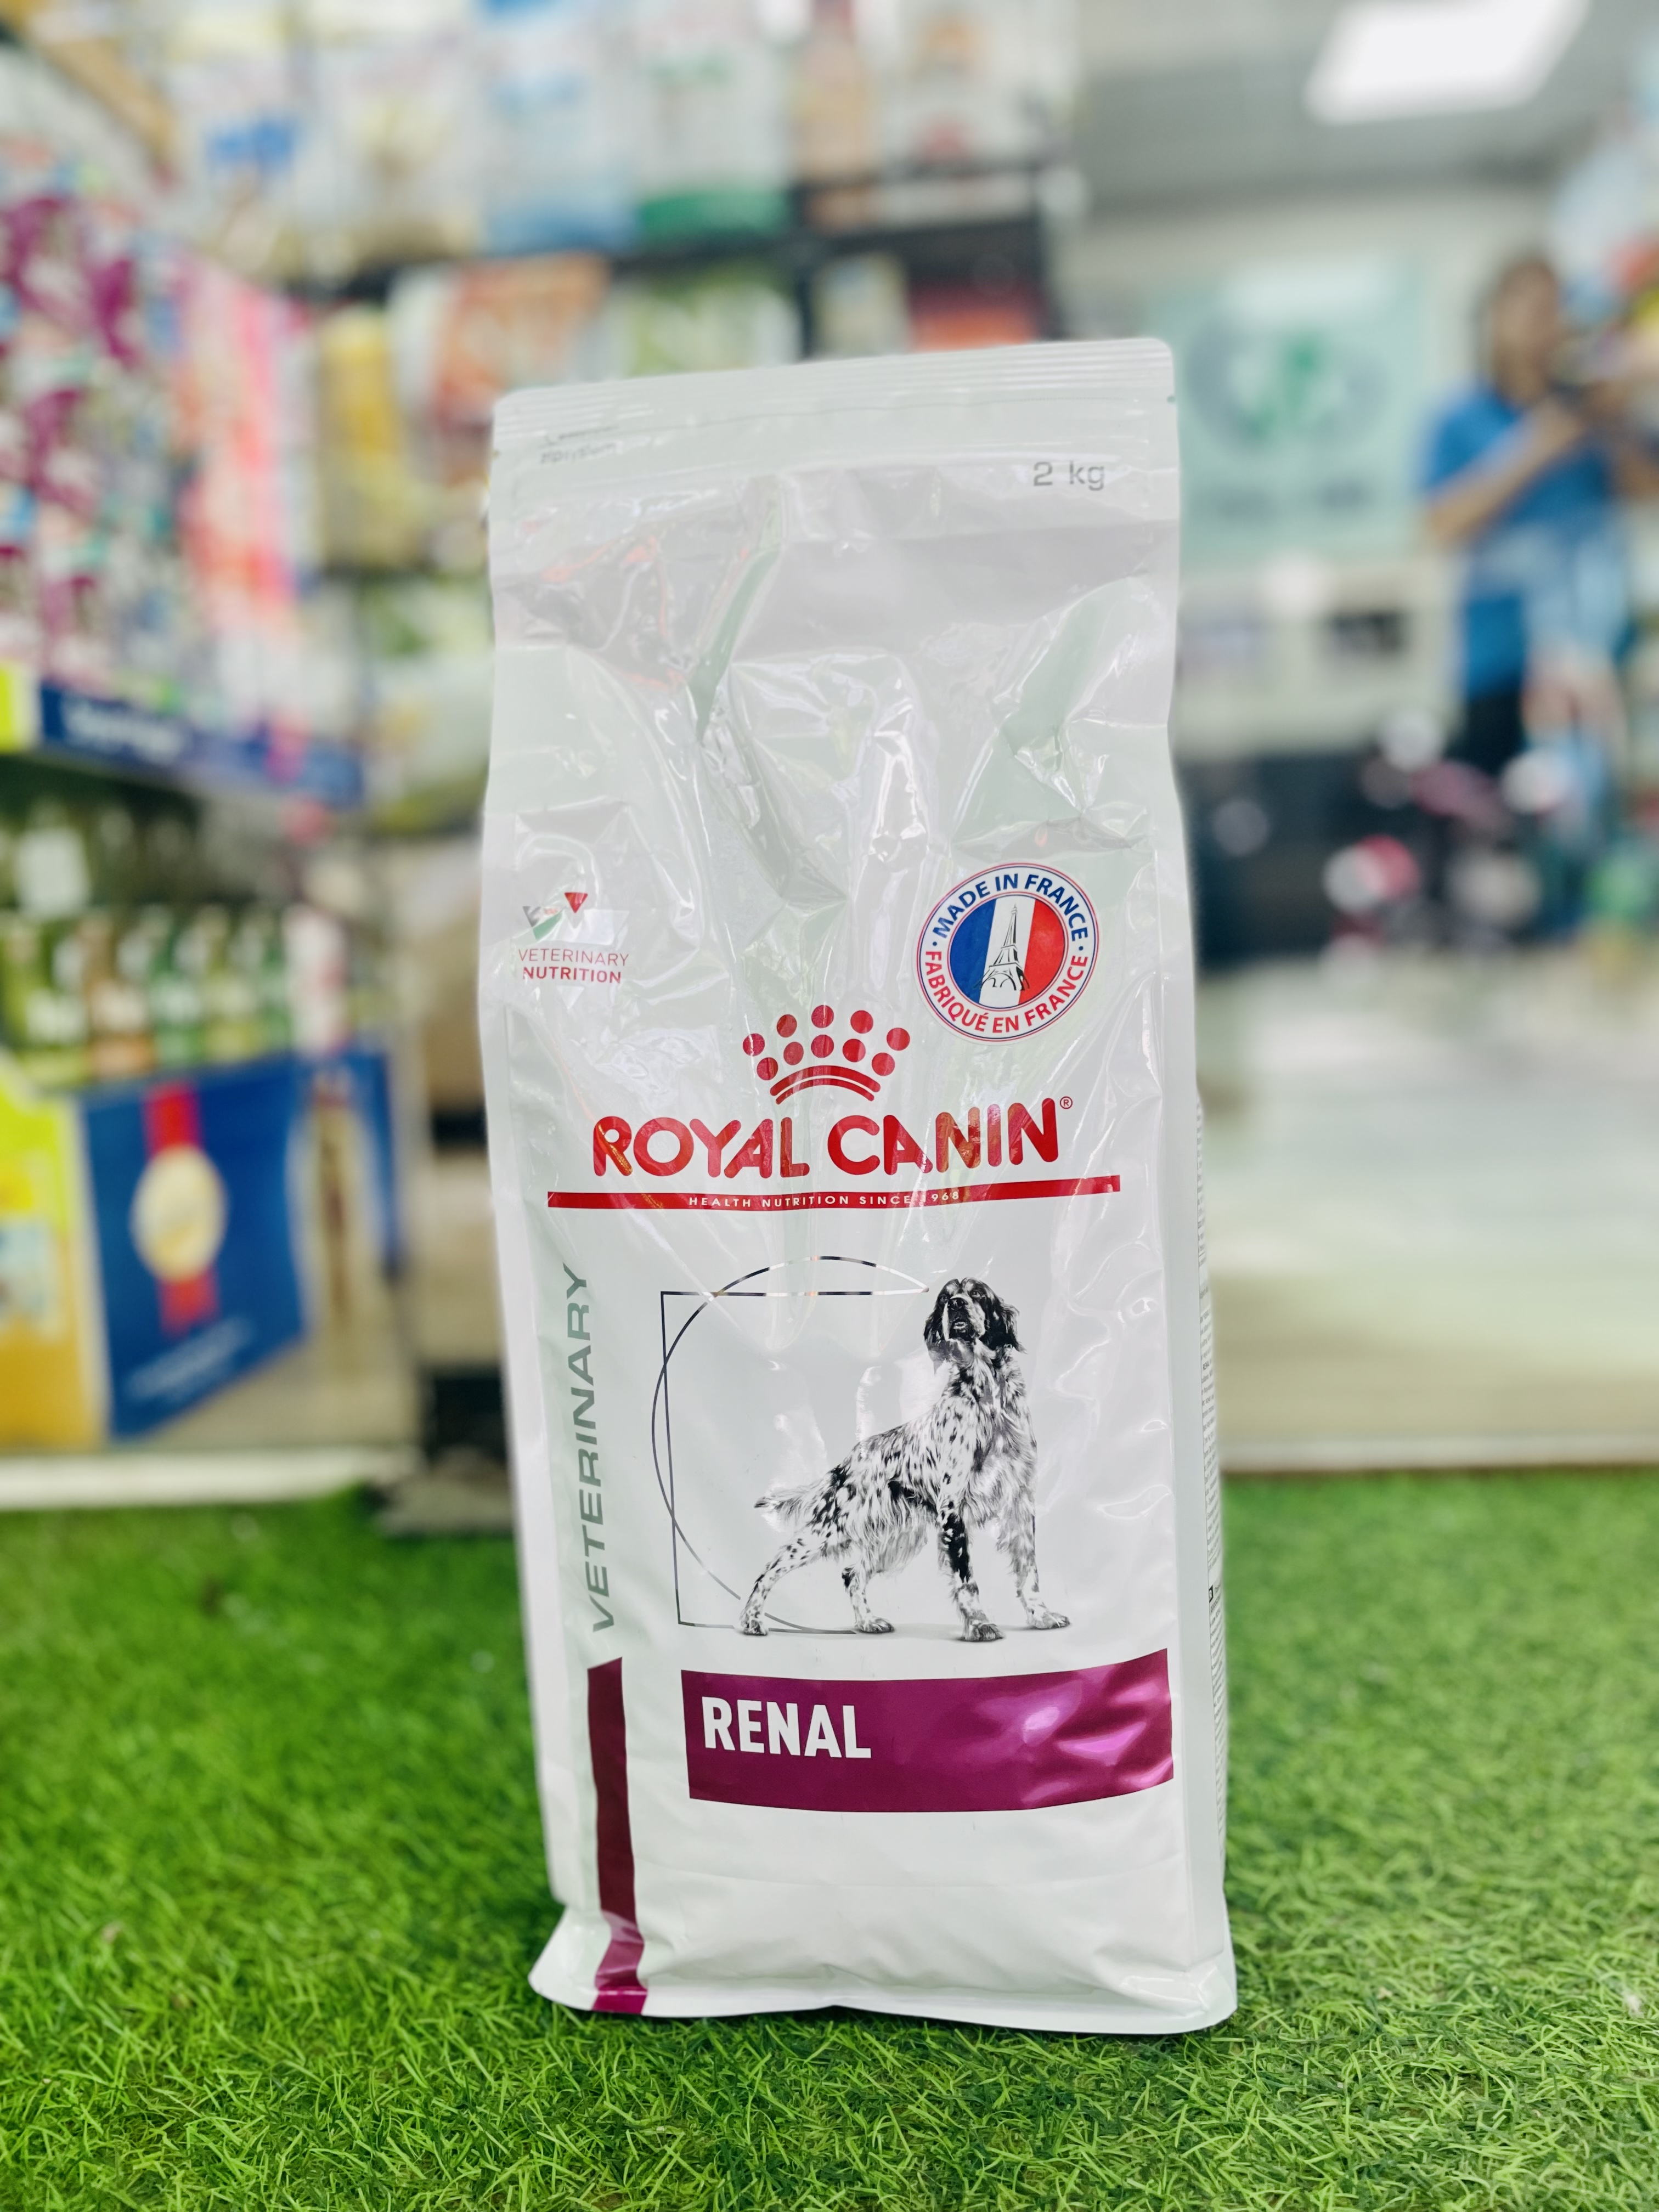 2 kg
VETERINARY
NUTRITION
MADE IN FRANCE
FABRIQUÉ EN FRANCE
ROYAL CANIN®
HEALTH NUTRITION SINCE 1968
VETERINARY
RENAL